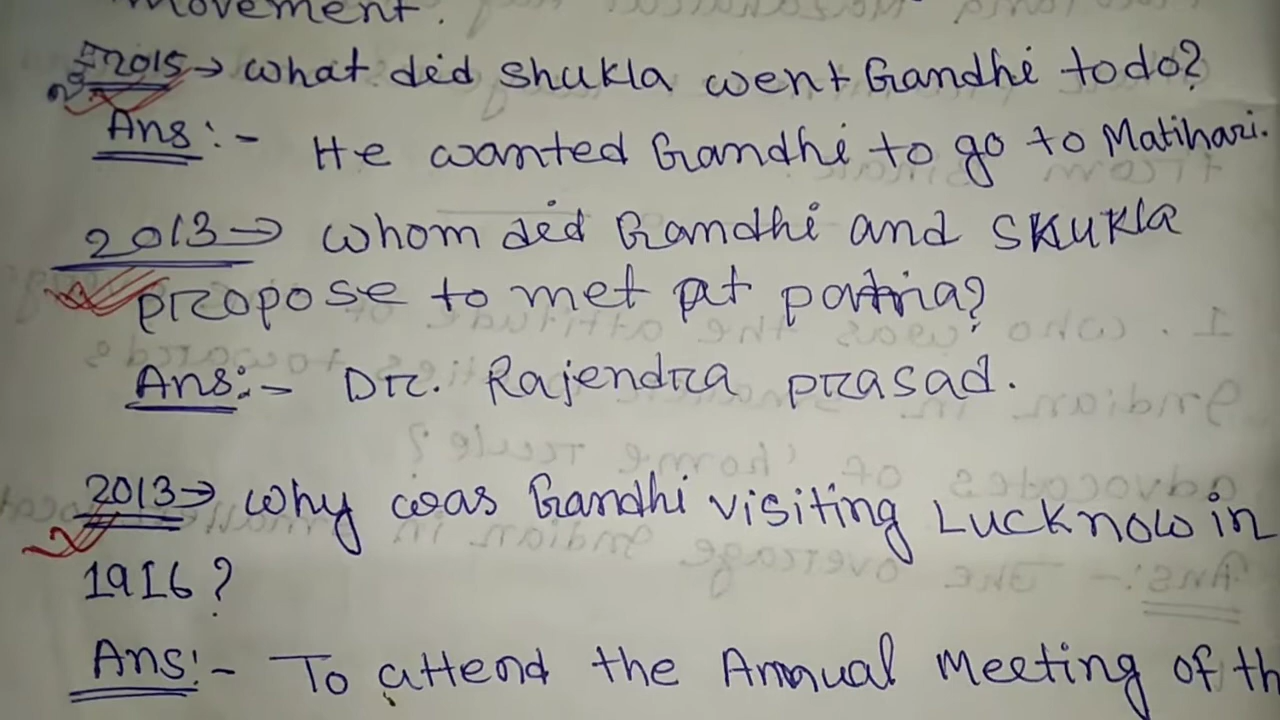 Movement.
2015→ What did Shukla went Gandhi to do?
Ans:- He wanted Gandhi to go to Matihari.
2013→ Whom did Gandhi and SKUKla
propose to met at patna?
Ans:- Dr. Rajendra prasad.
2013→ Why was Gandhi visiting Lucknow in
1916?
Ans:- To attend the Annual Meeting of th